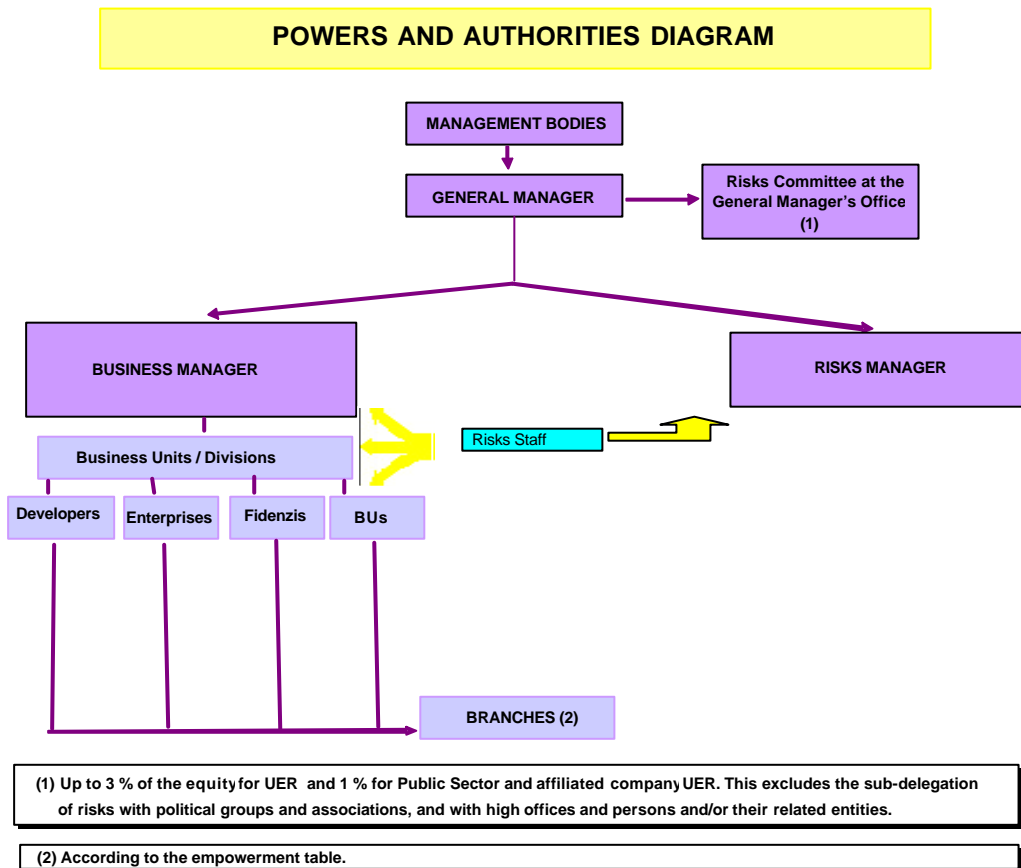 POWERS AND AUTHORITIES DIAGRAM
MANAGEMENT BODIES
GENERAL MANAGER
Risks Committee at the
General Manager's Office
(1)
BUSINESS MANAGER
RISKS MANAGER
Risks Staff
Business Units / Divisions
Developers
Enterprises
Fidenzis
BUs
BRANCHES (2)
(1) Up to 3 % of the equity for UER and 1 % for Public Sector and affiliated company UER. This excludes the sub-delegation
of risks with political groups and associations, and with high offices and persons and/or their related entities.
(2) According to the empowerment table.